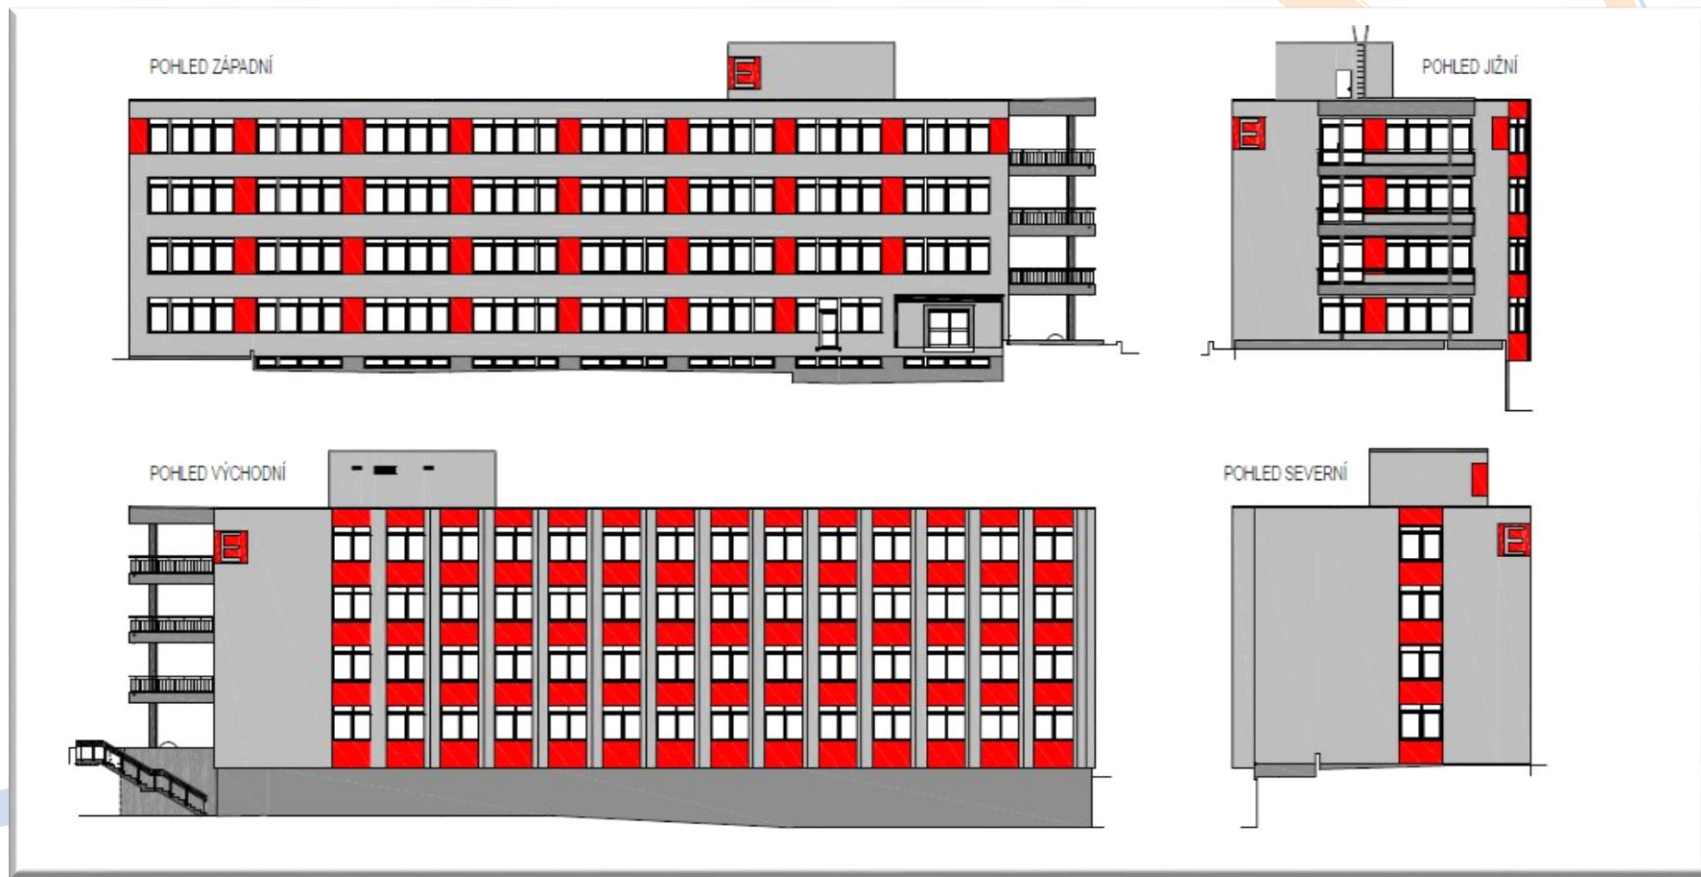 POHLED ZÁPADNÍ
E
POHLED JIŽNÍ
E
POHLED VÝCHODNÍ
E
POHLED SEVERNÍ
E